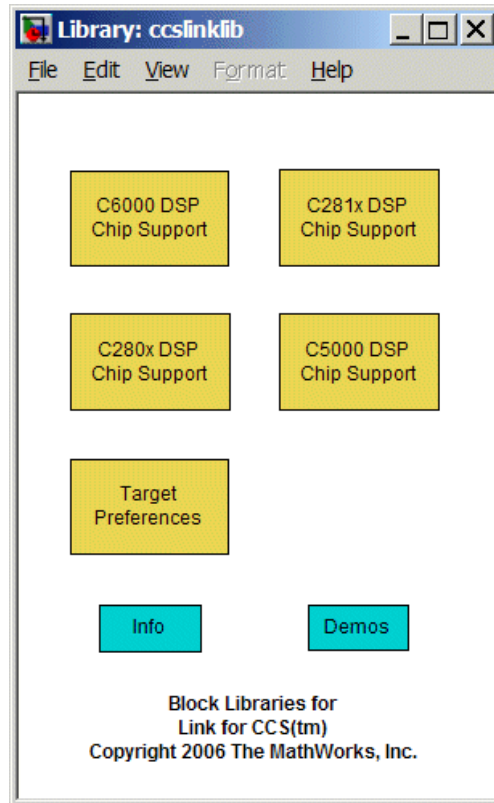 Library: ccslinklib
File Edit View Format Help
C6000 DSP
Chip Support
C281x DSP
Chip Support
C280x DSP
Chip Support
C5000 DSP
Chip Support
Target
Preferences
Info
Demos
Block Libraries for
Link for CCS(tm)
Copyright 2006 The MathWorks, Inc.